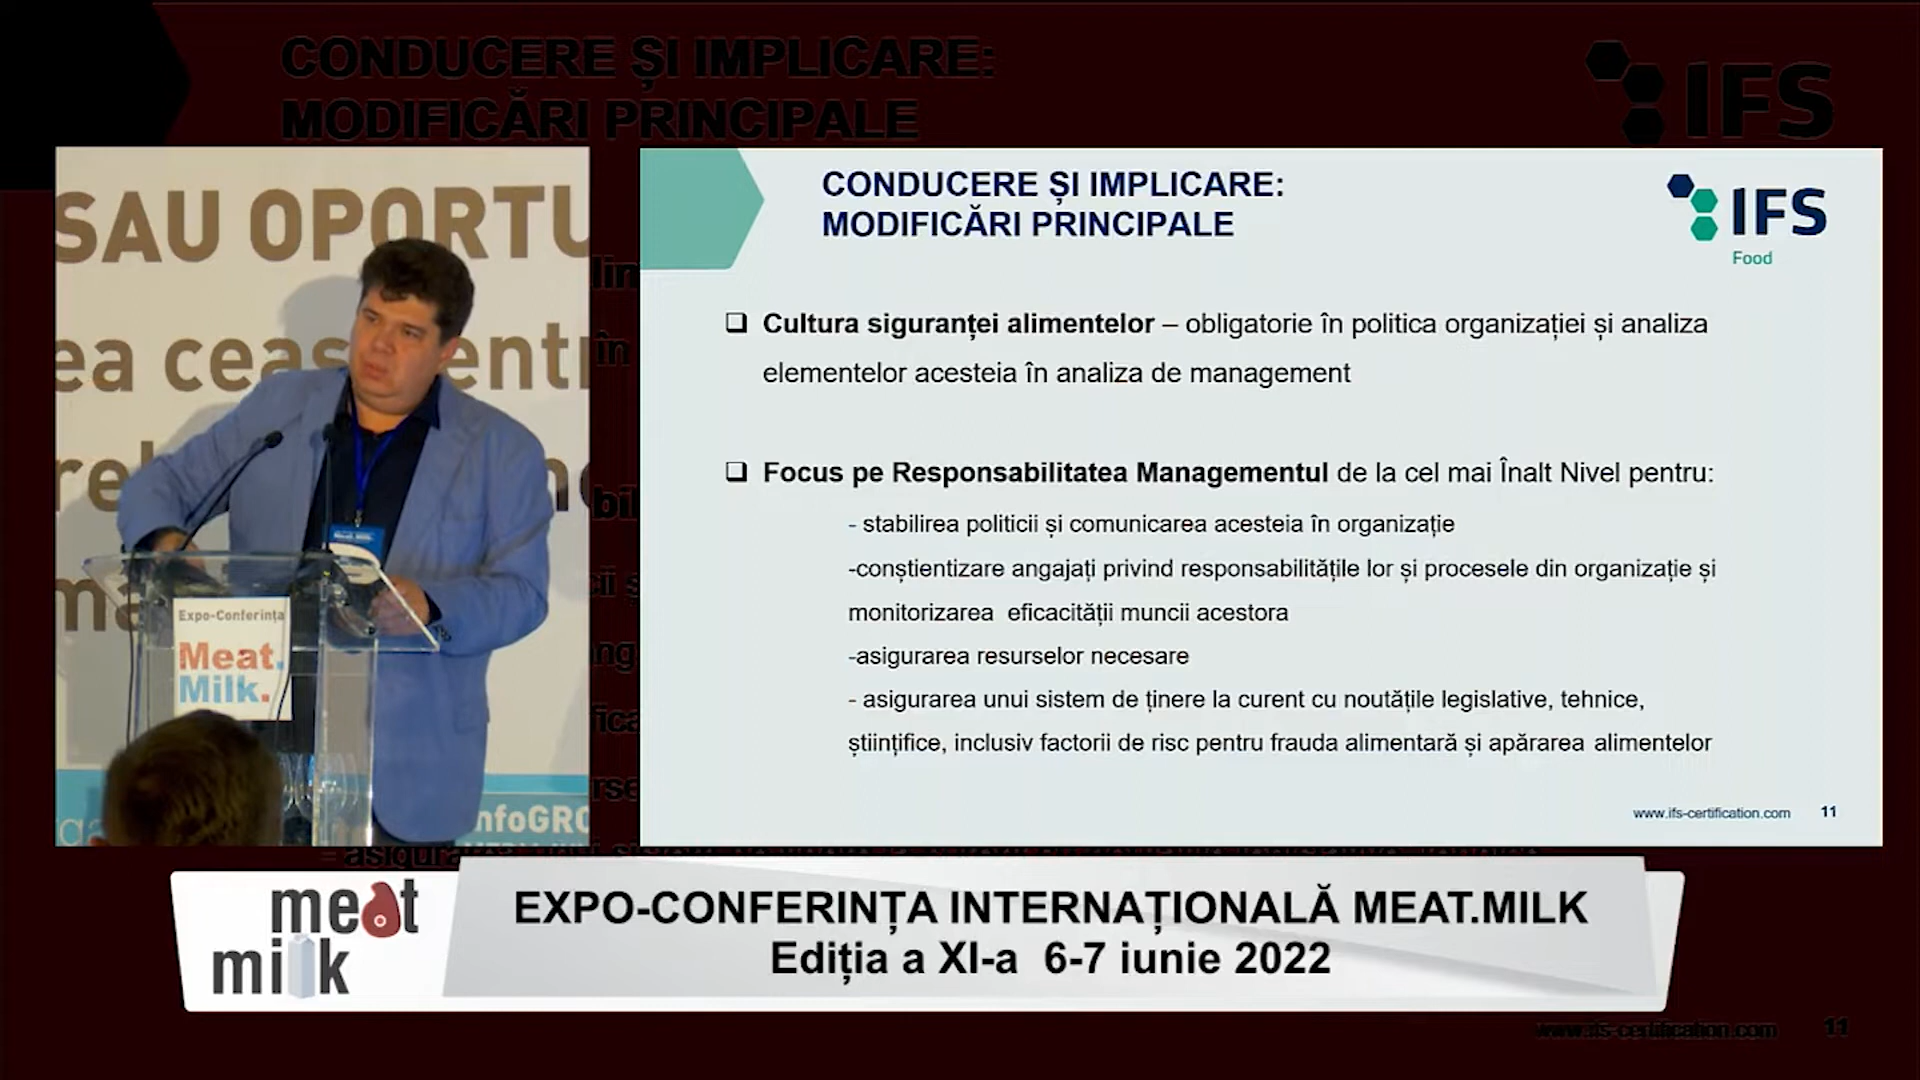 CONDUCERE ȘI IMPLICARE:
MODIFICĂRI PRINCIPALE
IFS
SAU OPORTU
ea ceas entr
re
ma
Expo-Conferința
Meat.
Milk.
nfoGRO
CONDUCERE ȘI IMPLICARE:
MODIFICĂRI PRINCIPALE
IFS
Food
❑ Cultura siguranței alimentelor – obligatorie în politica organizației și analiza
elementelor acesteia în analiza de management
❑ Focus pe Responsabilitatea Managementul de la cel mai Înalt Nivel pentru:
- stabilirea politicii și comunicarea acesteia în organizație
-conștientizare angajați privind responsabilitățile lor și procesele din organizație și
monitorizarea eficacității muncii acestora
-asigurarea resurselor necesare
- asigurarea unui sistem de ținere la curent cu noutățile legislative, tehnice,
științifice, inclusiv factorii de risc pentru frauda alimentară și apărarea alimentelor
www.ifs-certification.com 11
meat
milk
EXPO-CONFERINȚA INTERNAȚIONALĂ MEAT.MILK
Ediția a XI-a 6-7 iunie 2022
www.ifs-certification.com 11